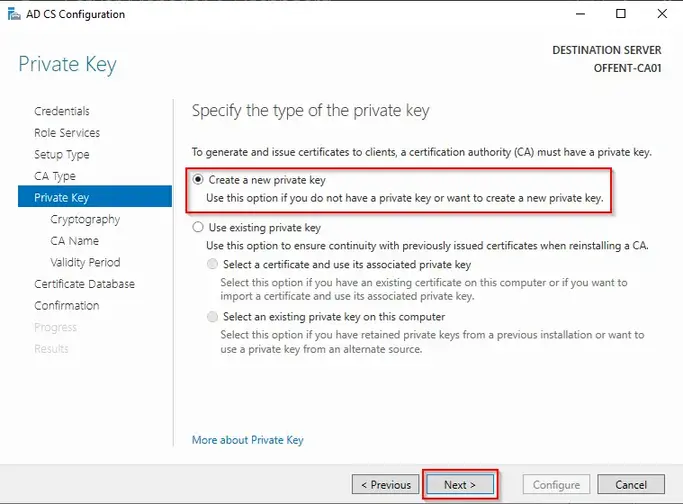 AD CS Configuration
Private Key
DESTINATION SERVER
OFFENT-CA01
Credentials
Role Services
Setup Type
CA Type
Private Key
Cryptography
CA Name
Validity Period
Certificate Database
Confirmation
Progress
Results
Specify the type of the private key
To generate and issue certificates to clients, a certification authority (CA) must have a private key.
Create a new private key
Use this option if you do not have a private key or want to create a new private key.
Use existing private key
Use this option to ensure continuity with previously issued certificates when reinstalling a CA.
Select a certificate and use its associated private key
Select this option if you have an existing certificate on this computer or if you want to
import a certificate and use its associated private key.
Select an existing private key on this computer
Select this option if you have retained private keys from a previous installation or want to
use a private key from an alternate source.
More about Private Key
< Previous
Next >
Configure
Cancel